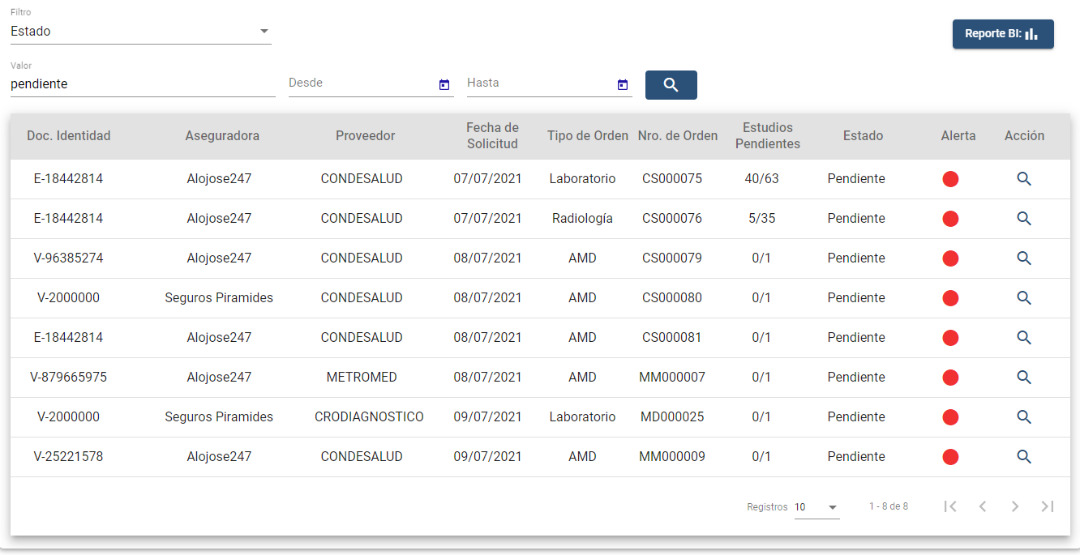 Filtro
Estado
Reporte BI:
Valor
pendiente
Desde
Hasta
Doc. Identidad Aseguradora Proveedor Fecha de Solicitud Tipo de Orden Nro. de Orden Estudios Pendientes Estado Alerta Acción
E-18442814 Alojose247 CONDESALUD 07/07/2021 Laboratorio CS000075 40/63 Pendiente
E-18442814 Alojose247 CONDESALUD 07/07/2021 Radiología CS000076 5/35 Pendiente
V-96385274 Alojose247 CONDESALUD 08/07/2021 AMD CS000079 0/1 Pendiente
V-2000000 Seguros Piramides CONDESALUD 08/07/2021 AMD CS000080 0/1 Pendiente
E-18442814 Alojose247 CONDESALUD 08/07/2021 AMD CS000081 0/1 Pendiente
V-879665975 Alojose247 METROMED 08/07/2021 AMD MM000007 0/1 Pendiente
V-2000000 Seguros Piramides CRODIAGNOSTICO 09/07/2021 Laboratorio MD000025 0/1 Pendiente
V-25221578 Alojose247 CONDESALUD 09/07/2021 AMD MM000009 0/1 Pendiente
Registros 10 1 - 8 de 8